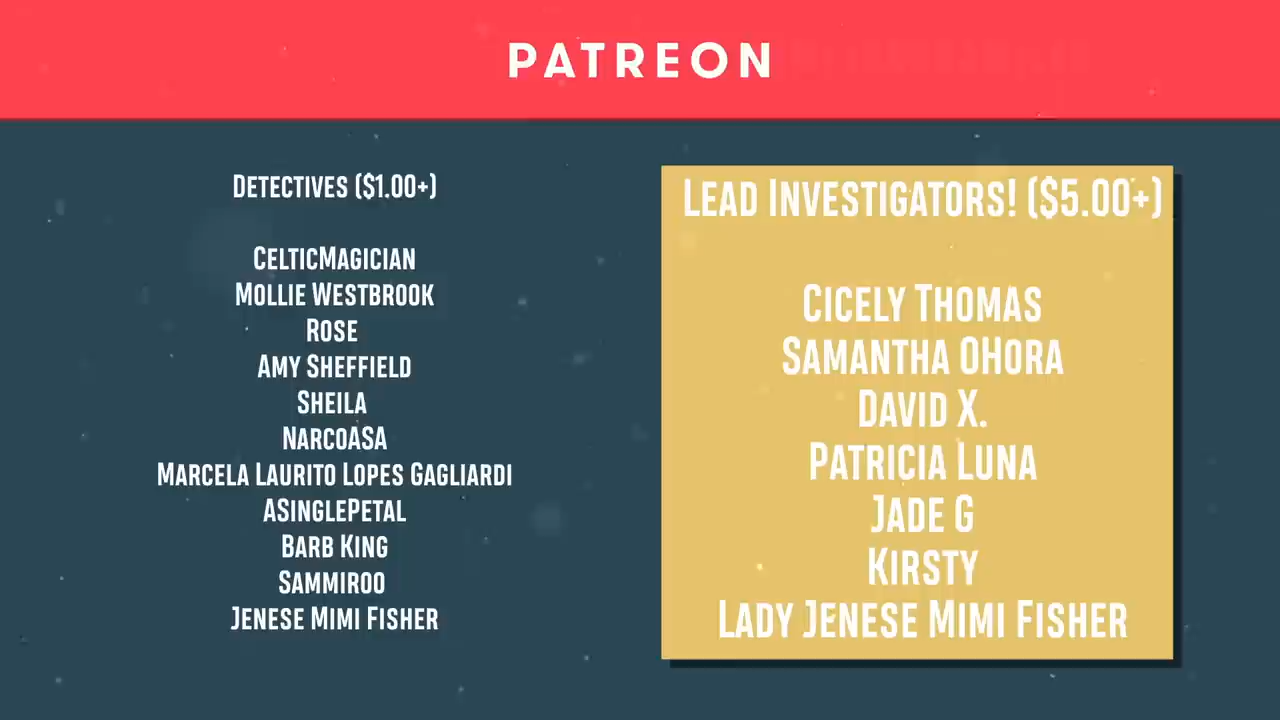 PATREON
Detectives ($1.00+)
CelticMagician
Mollie Westbrook
Rose
Amy Sheffield
Sheila
NarcoASA
Marcela Laurito Lopes Gagliardi
ASinglePetal
Barb King
Sammiroo
Jenese Mimi Fisher
Lead Investigators! ($5.00+)
Cicely Thomas
Samantha OHora
David X.
Patricia Luna
Jade G
Kirsty
Lady Jenese Mimi Fisher